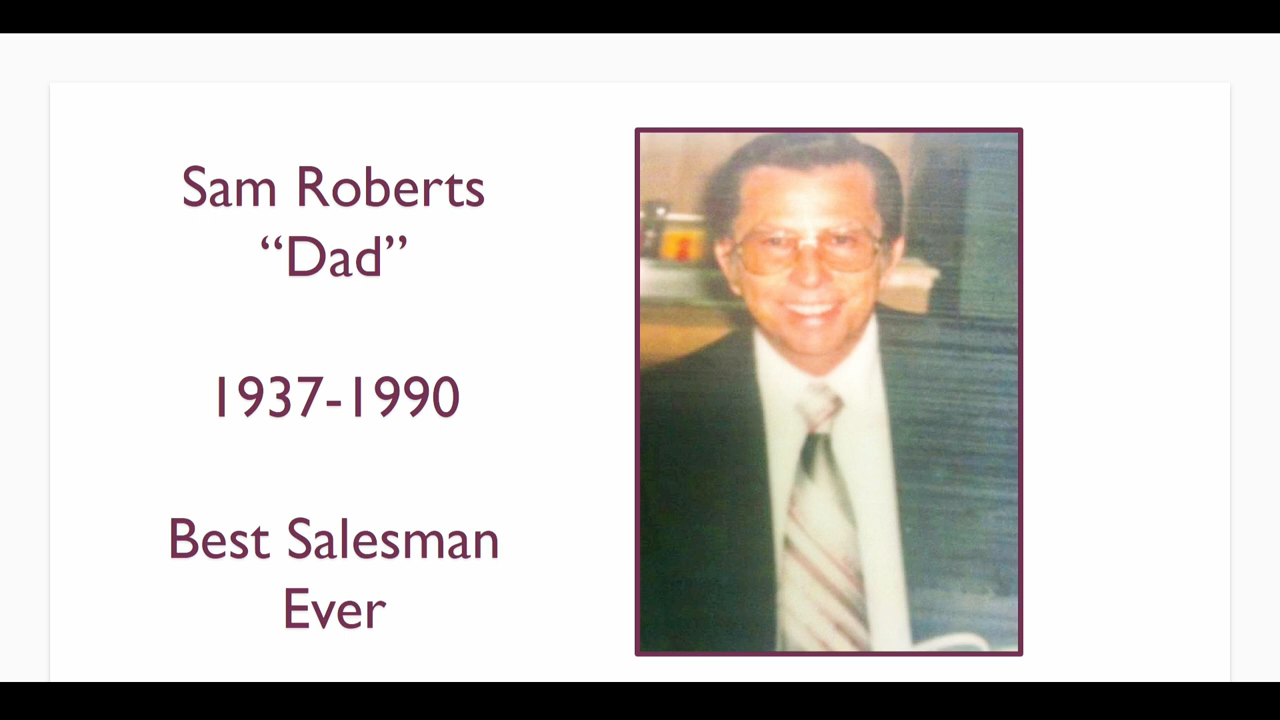 Sam Roberts
“Dad”
1937-1990
Best Salesman
Ever